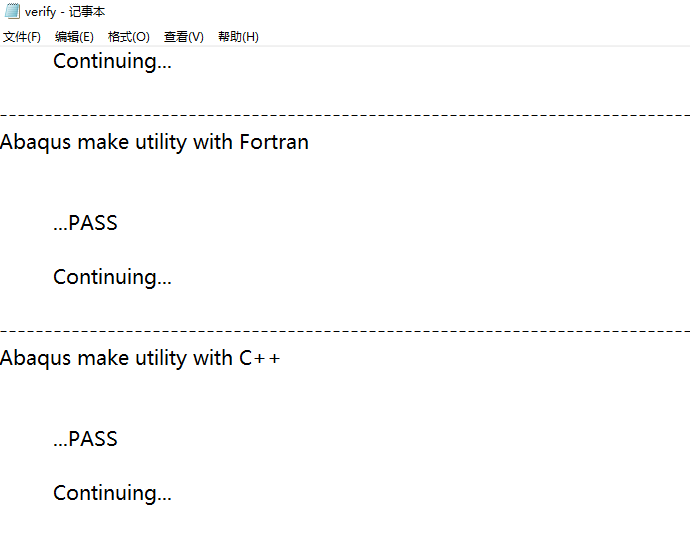 verify - 记事本
文件(F) 编辑(E) 格式(O) 查看(V) 帮助(H)
Continuing...
--------------------------------------------------------------------------------
Abaqus make utility with Fortran
...PASS
Continuing...
--------------------------------------------------------------------------------
Abaqus make utility with C++
...PASS
Continuing...